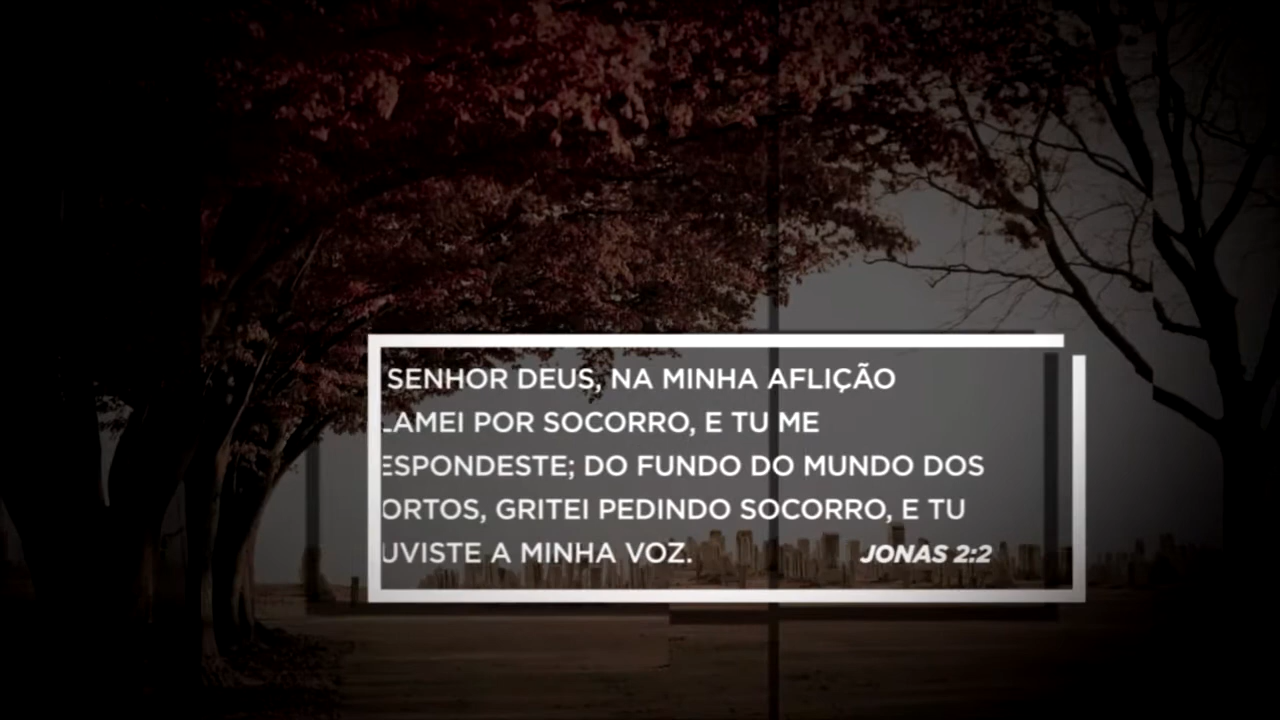 SENHOR DEUS, NA MINHA AFLIÇÃO
LAMEI POR SOCORRO, E TU ME
ESPONDESTE; DO FUNDO DO MUNDO DOS
ORTOS, GRITEI PEDINDO SOCORRO, E TU
UVISTE A MINHA VOZ. JONAS 2:2